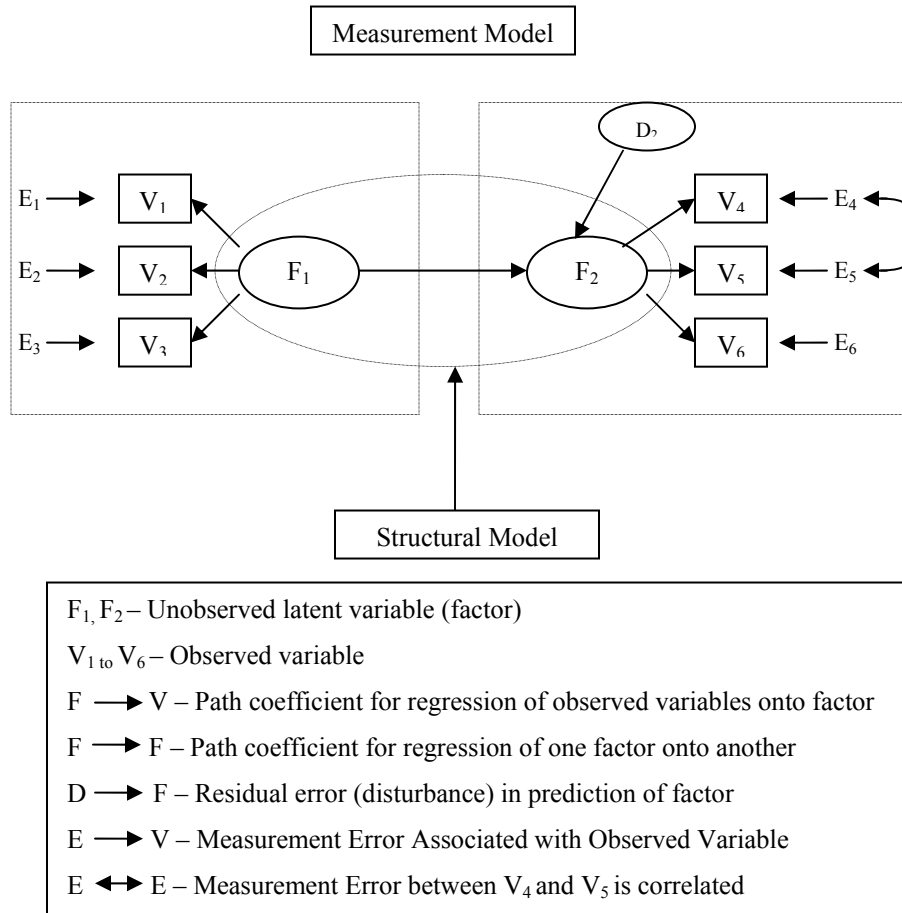 Measurement Model
D₂
E₁ V₁ V₄ E₄
E₂ V₂ F₁ F₂ V₅ E₅
E₃ V₃ V₆ E₆
Structural Model
F₁, F₂ – Unobserved latent variable (factor)
V₁ to V₆ – Observed variable
F → V – Path coefficient for regression of observed variables onto factor
F → F – Path coefficient for regression of one factor onto another
D → F – Residual error (disturbance) in prediction of factor
E → V – Measurement Error Associated with Observed Variable
E ↔ E – Measurement Error between V₄ and V₅ is correlated